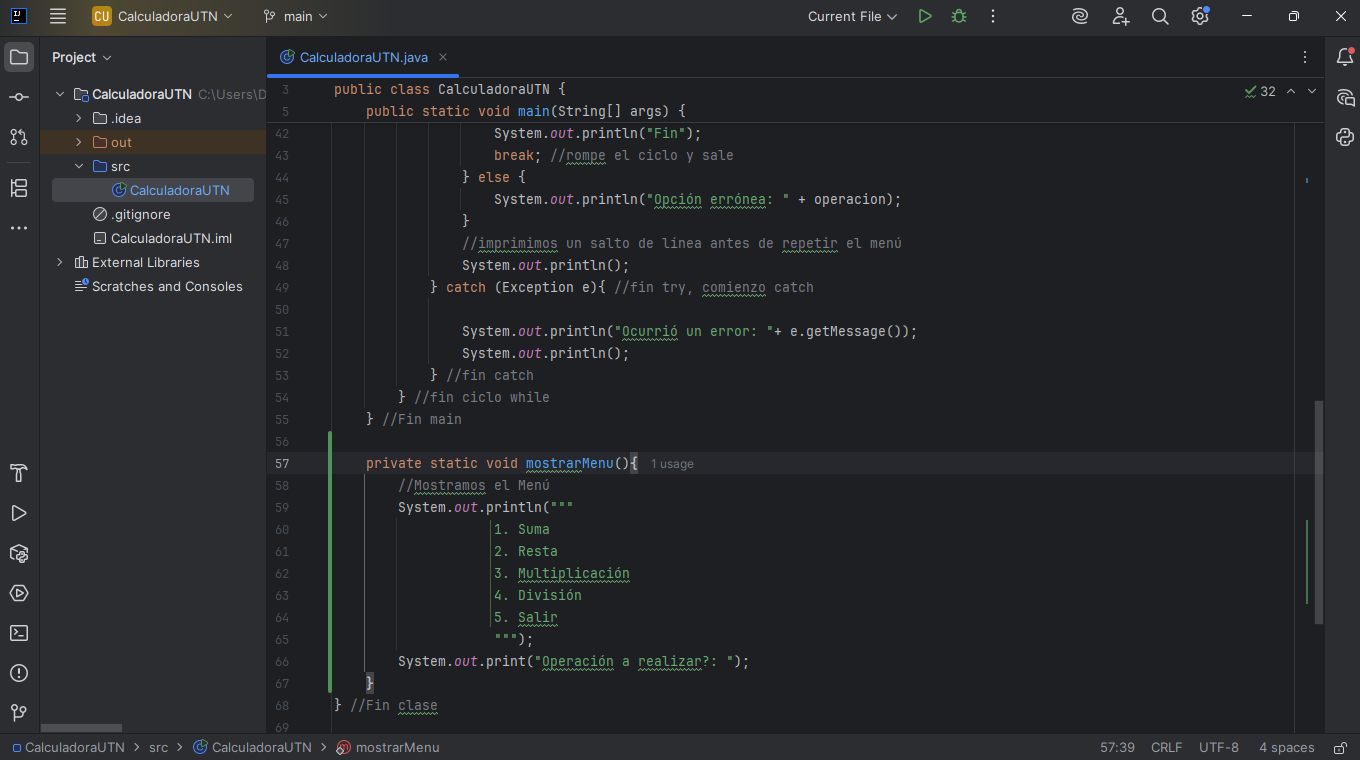 CU CalculadoraUTN main Current File
Project
CalculadoraUTN C:\Users\D
.idea
out
src
CalculadoraUTN
.gitignore
CalculadoraUTN.iml
External Libraries
Scratches and Consoles
CalculadoraUTN.java
32
3 public class CalculadoraUTN {
5 public static void main(String[] args) {
42 System.out.println("Fin");
43 break; //rompe el ciclo y sale
44 } else {
45 System.out.println("Opción errónea: " + operacion);
46 }
47 //imprimimos un salto de línea antes de repetir el menú
48 System.out.println();
49 } catch (Exception e){ //fin try, comienzo catch
50
51 System.out.println("Ocurrió un error: "+ e.getMessage());
52 System.out.println();
53 } //fin catch
54 } //fin ciclo while
55 } //Fin main
56
57 private static void mostrarMenu(){ 1 usage
58 //Mostramos el Menú
59 System.out.println("""
60 1. Suma
61 2. Resta
62 3. Multiplicación
63 4. División
64 5. Salir
65 """);
66 System.out.print("Operación a realizar?: ");
67 }
68 } //Fin clase
69
CalculadoraUTN > src > CalculadoraUTN > mostrarMenu 57:39 CRLF UTF-8 4 spaces